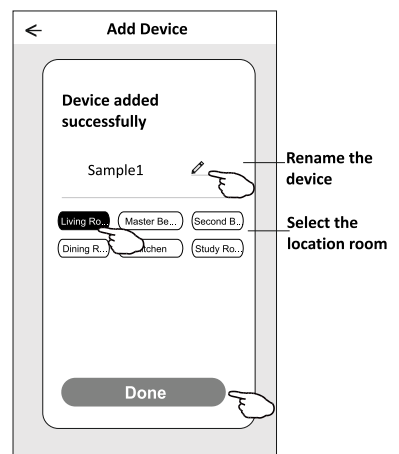 Add Device
Device added
successfully
Sample1
Rename the
device
Living Ro... Master Be... Second B..
Select the
location room
Dining R... Kitchen Study Ro...
Done